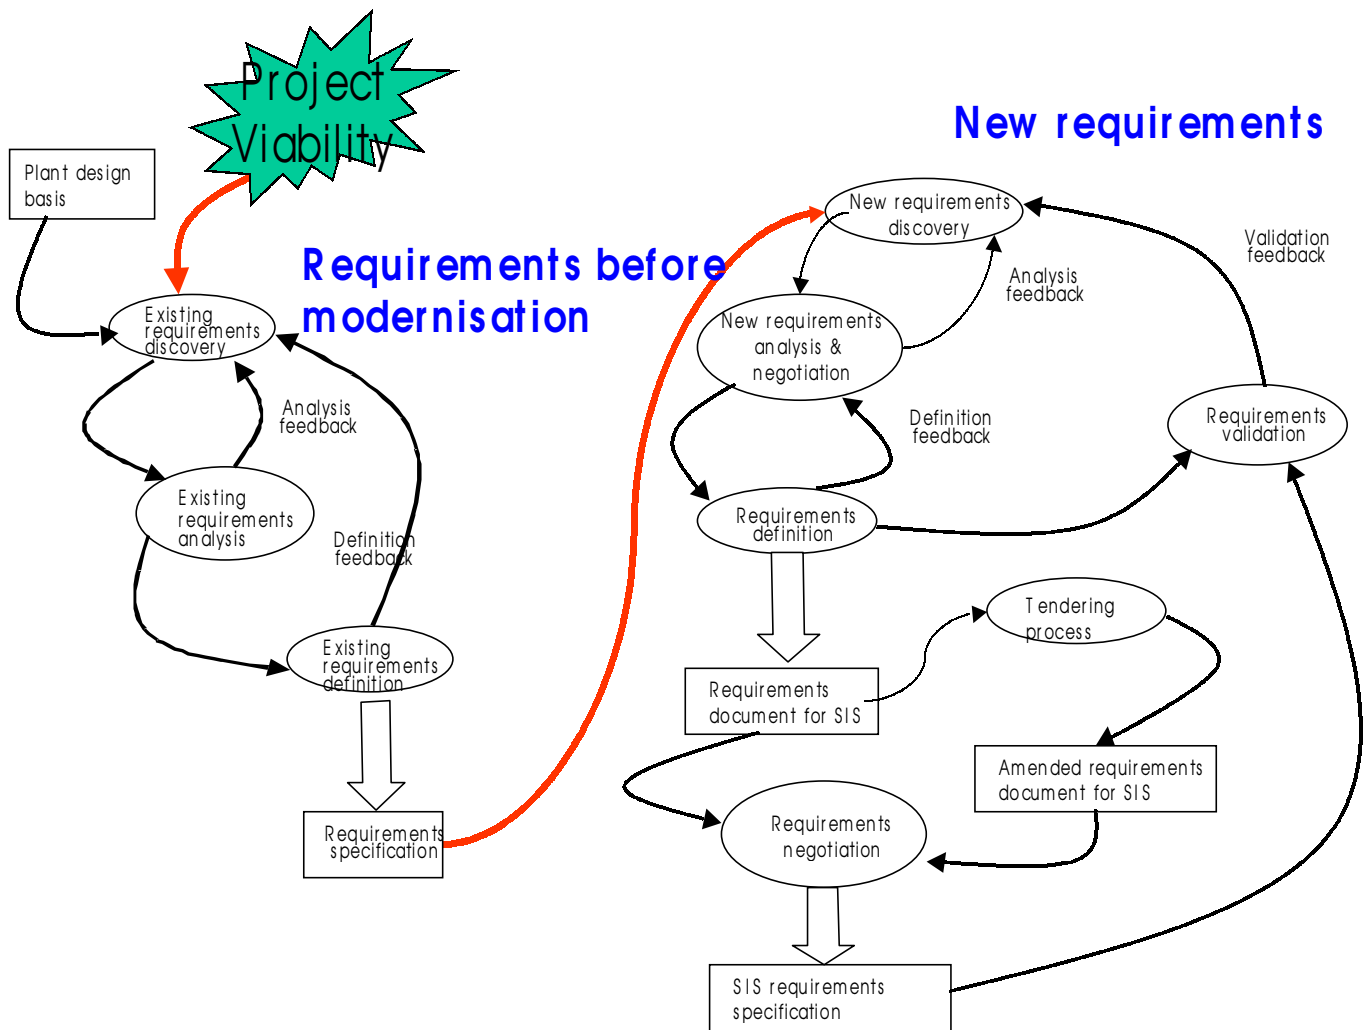 Project
Viability
Plant design
basis
Requirements before
modernisation
Existing
requirements
discovery
Analysis
feedback
Existing
requirements
analysis
Definition
feedback
Existing
requirements
definition
Requirements
specification
New requirements
New requirements
discovery
Validation
feedback
Analysis
feedback
New requirements
analysis &
negotiation
Definition
feedback
Requirements
validation
Requirements
definition
Tendering
process
Requirements
document for SIS
Amended requirements
document for SIS
Requirements
negotiation
SIS requirements
specification